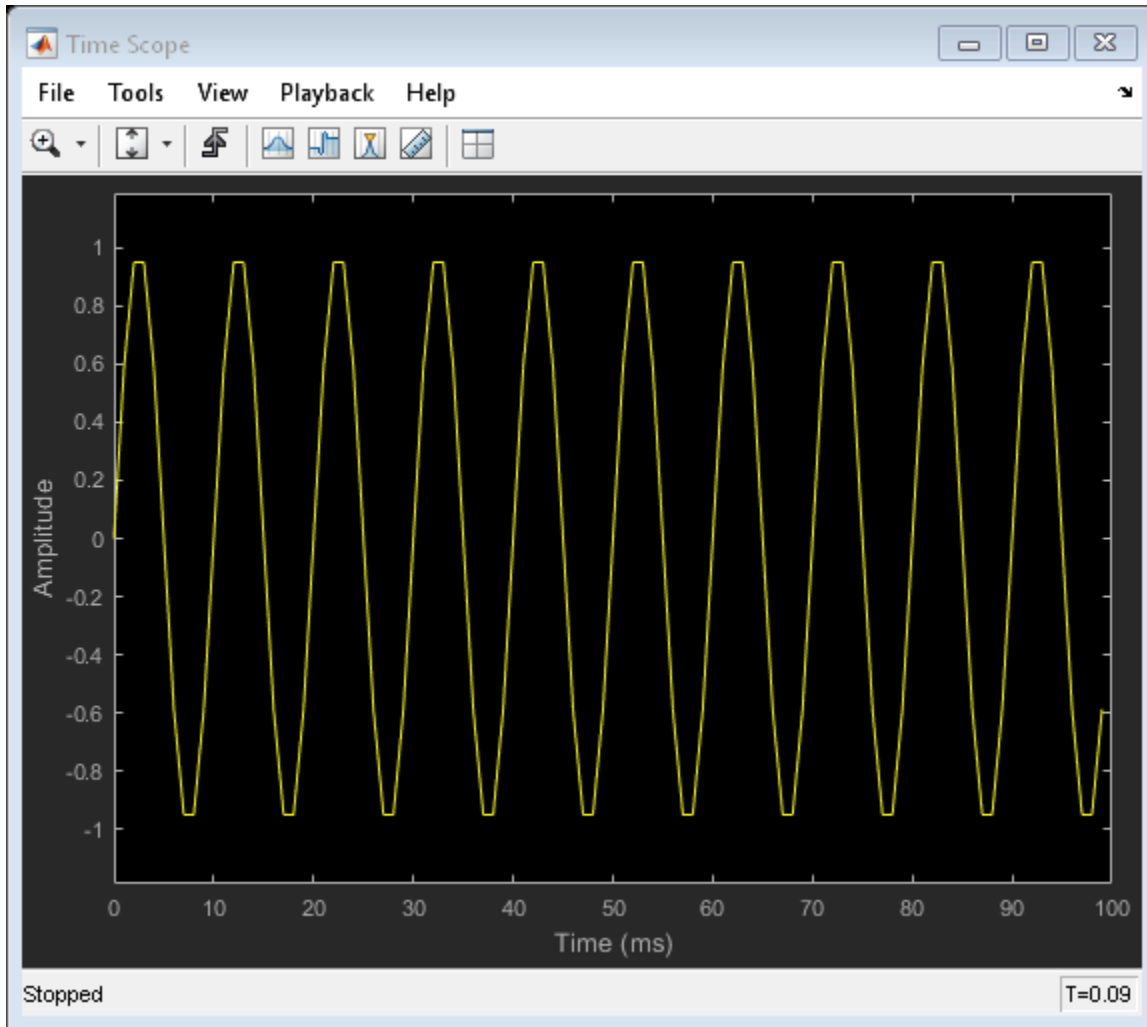 Time Scope
File Tools View Playback Help
1
0.8
0.6
0.4
0.2
0
-0.2
-0.4
-0.6
-0.8
-1
Amplitude
0 10 20 30 40 50 60 70 80 90 100
Time (ms)
Stopped T=0.09